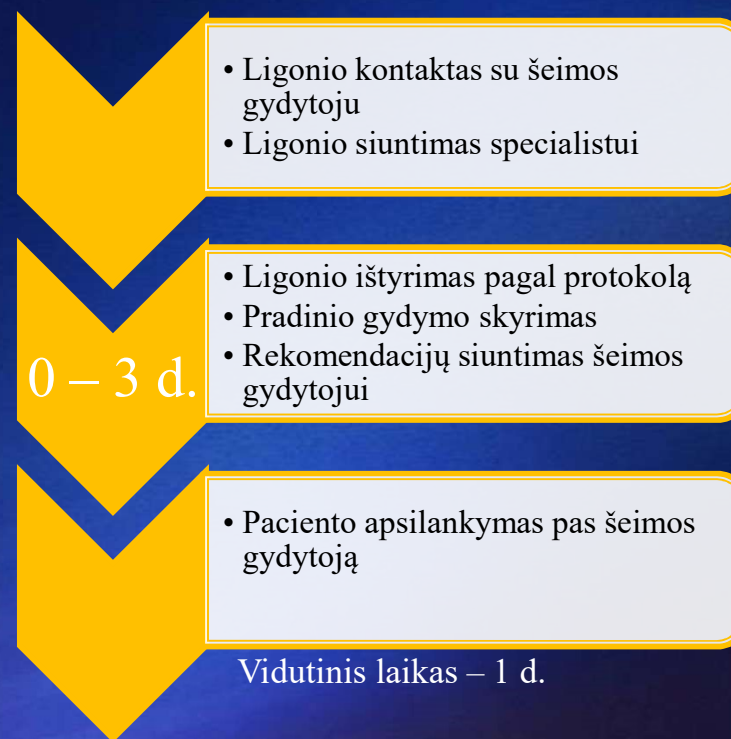 • Ligonio kontaktas su šeimos
gydytoju
• Ligonio siuntimas specialistui
0 – 3 d.
• Ligonio ištyrimas pagal protokolą
• Pradinio gydymo skyrimas
• Rekomendacijų siuntimas šeimos
gydytojui
• Paciento apsilankymas pas šeimos
gydytoją
Vidutinis laikas – 1 d.